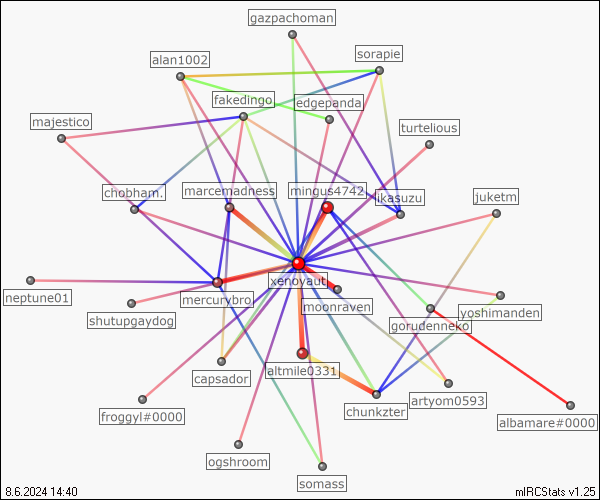 gazpachoman
alan1002
sorapie
fakedingo
edgepanda
majestico
turtelious
chobham.
marcemadness
mingus4742
ikasuzu
juketm
xenoyaut
neptune01
mercurybro
moonraven
shutupgaydog
gorudenneko
yoshimanden
capsador
altmile0331
froggyl#0000
chunkzter
artyom0593
albamare#0000
ogshroom
somass
8.6.2024 14:40
mIRCStats v1.25